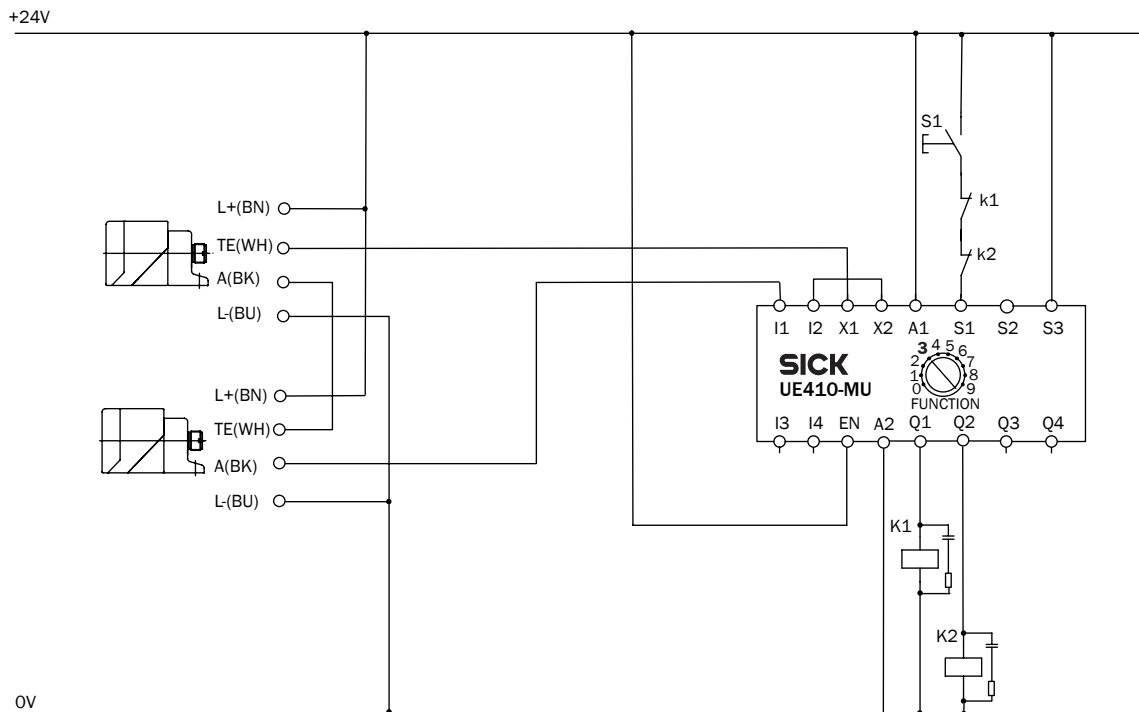 +24V
S1
L+(BN)
k1
TE(WH)
k2
A(BK)
L-(BU)
I1 I2 X1 X2 A1 S1 S2 S3
SICK
UE410-MU
0 1 2 3 4 5 6 7 8 9
FUNCTION
L+(BN)
TE(WH)
I3 I4 EN A2 Q1 Q2 Q3 Q4
A(BK)
L-(BU)
K1
K2
0V